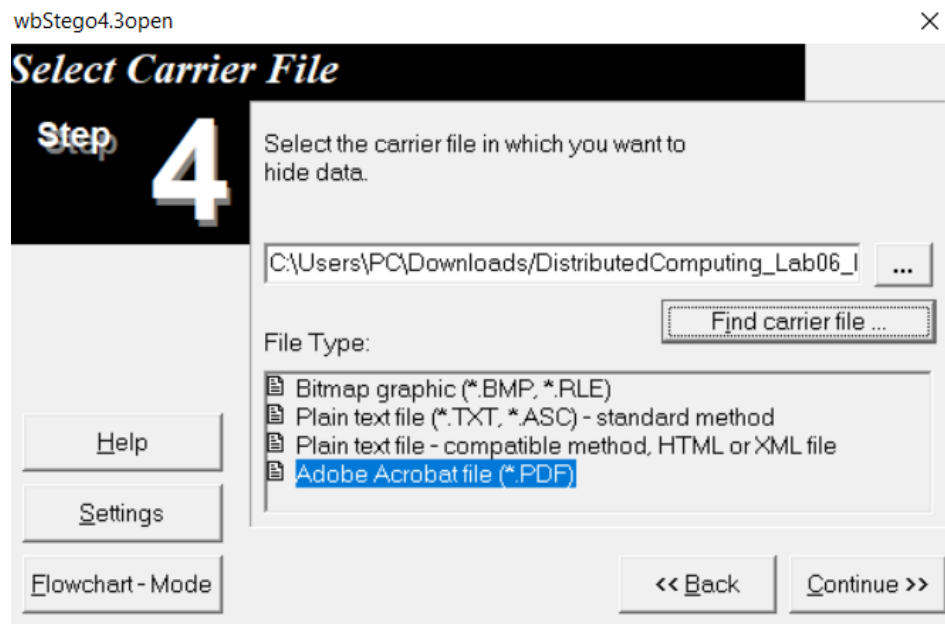 wbStego4.3open
Select Carrier File
Step 4
Select the carrier file in which you want to
hide data.
C:\Users\PC\Downloads/DistributedComputing_Lab06_
...
Find carrier file ...
File Type:
Bitmap graphic (*.BMP, *.RLE)
Plain text file (*.TXT, *.ASC) - standard method
Plain text file - compatible method, HTML or XML file
Adobe Acrobat file (*.PDF)
Help
Settings
Flowchart - Mode
<< Back
Continue >>